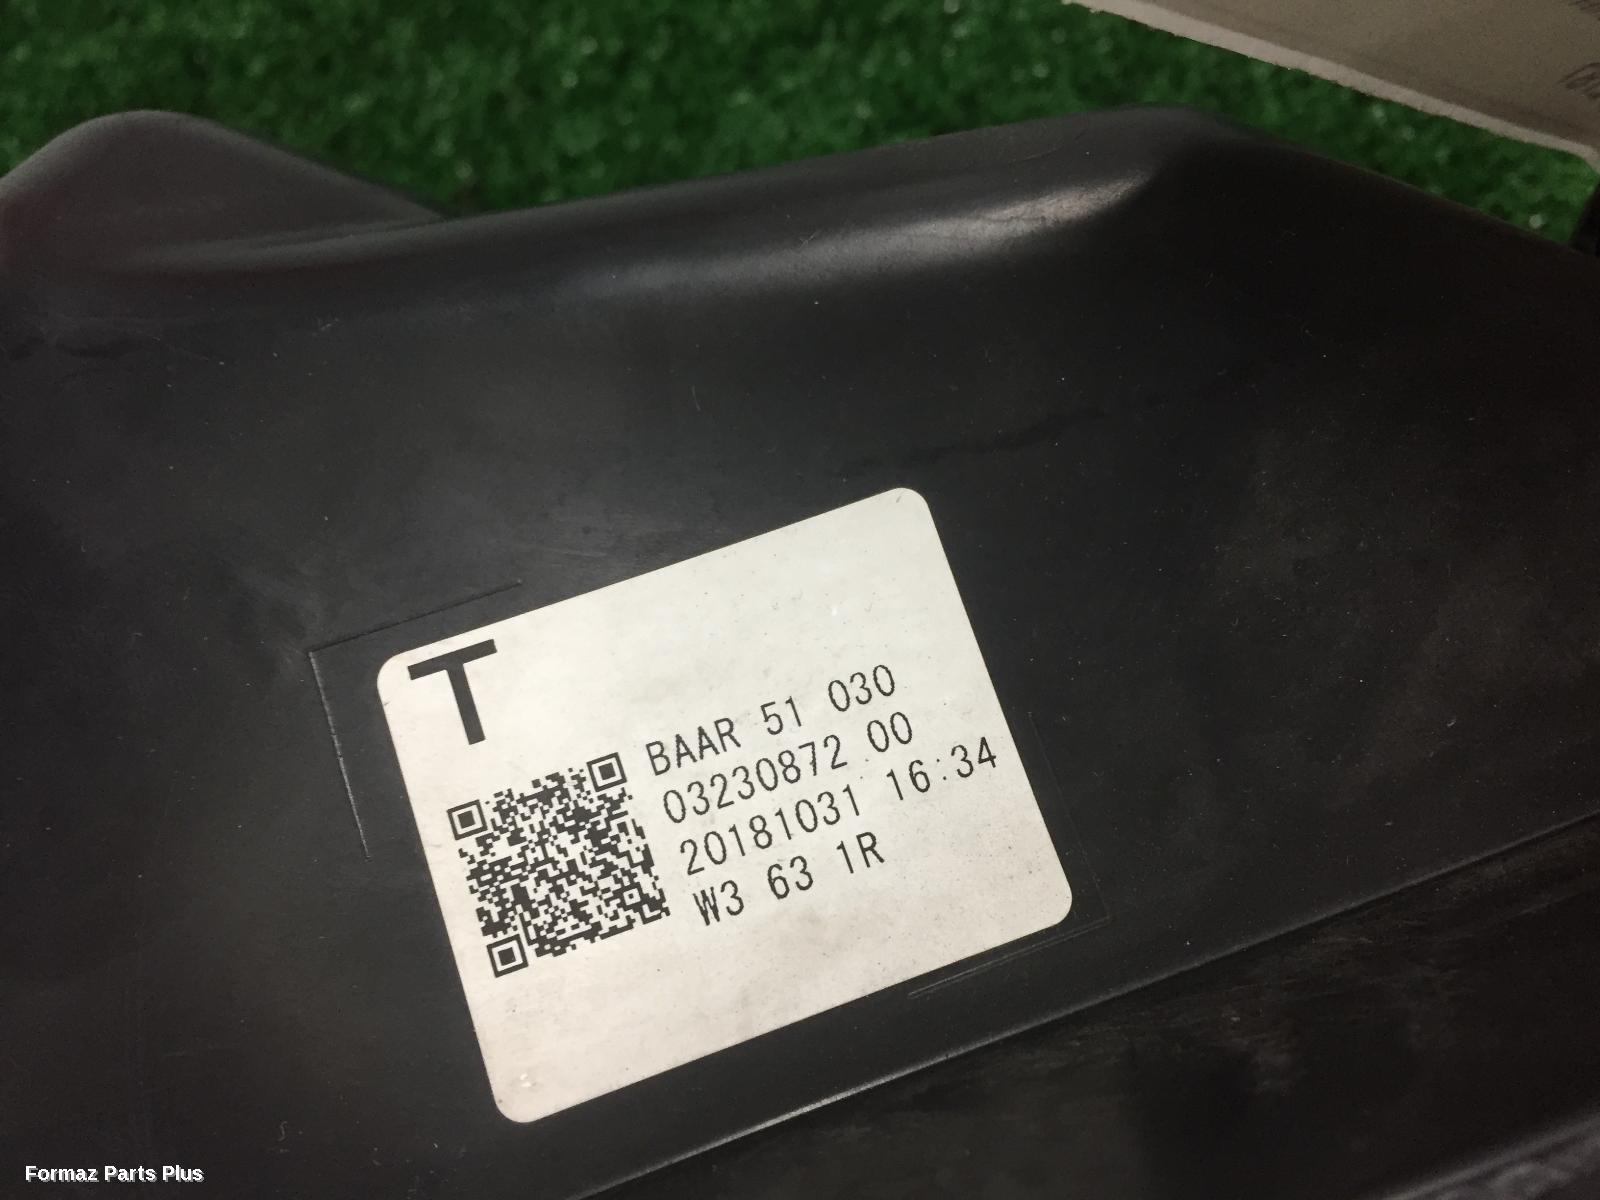 T
BAAR 51 030
03230872 00
20181031 16:34
W3 63 1R
Formaz Parts Plus